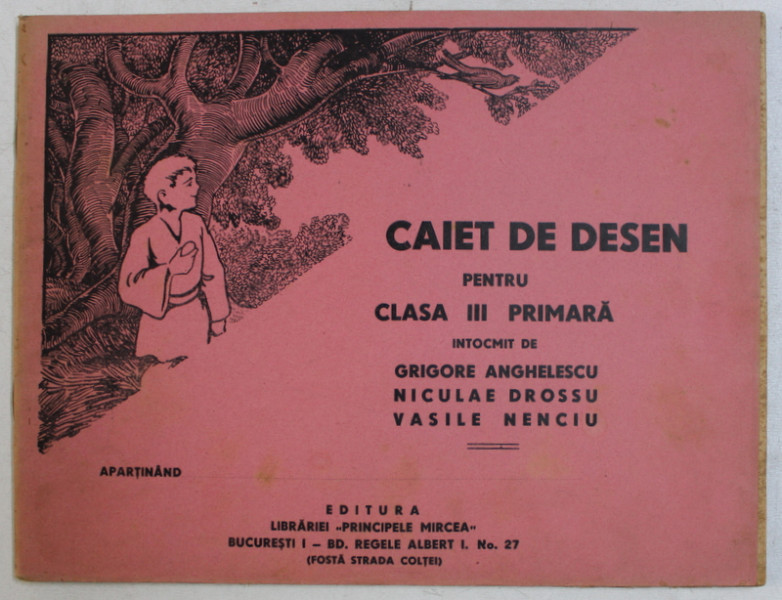 CAIET DE DESEN
PENTRU
CLASA III PRIMARĂ
INTOCMIT DE
GRIGORE ANGHELESCU
NICULAE DROSSU
VASILE NENCIU
APARȚINÂND
EDITURA
LIBRĂRIEI „PRINCIPELE MIRCEA"
BUCUREȘTI I – BD. REGELE ALBERT I. No. 27
(FOSTĂ STRADA COLȚEI)